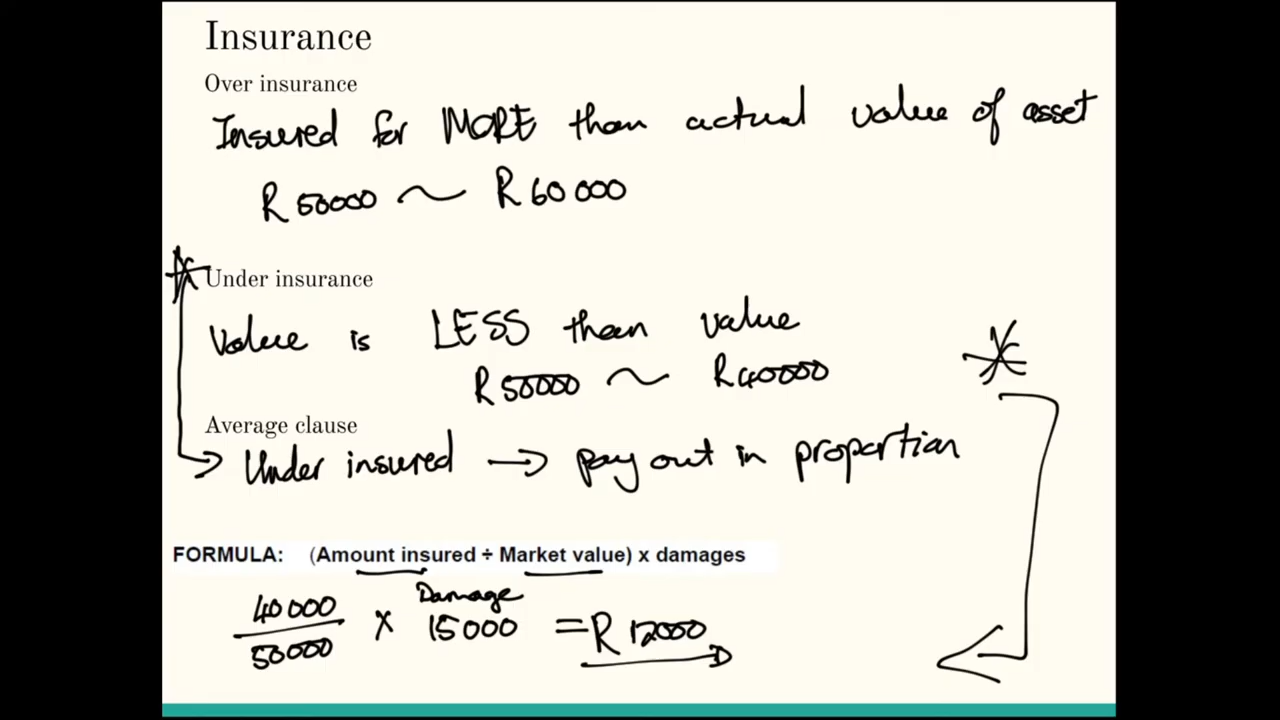 Insurance
Over insurance
Insured for MORE than actual value of asset
R 50000 ~ R 60 000
Under insurance
Value is LESS than value
R 50000 ~ R40000
Average clause
Under insured → pay out in proportion
FORMULA: (Amount insured ÷ Market value) x damages
Damage
40000 / 50000 x 15000 = R 12000